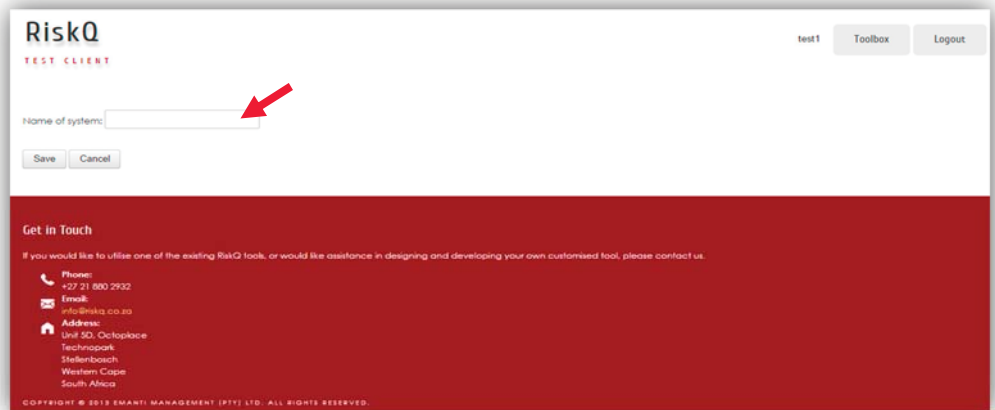 RiskQ
TEST CLIENT
test1 Toolbox Logout
Name of system:
Save Cancel
Get in Touch
If you would like to utilise one of the existing RiskQ tools, or would like assistance in designing and developing your own customised tool, please contact us.
Phone:
+27 21 880 2932
Email:
info@riskq.co.za
Address:
Unit 5D, Octoplace
Technopark
Stellenbosch
Western Cape
South Africa
COPYRIGHT © 2013 EMANTI MANAGEMENT (PTY) LTD. ALL RIGHTS RESERVED.